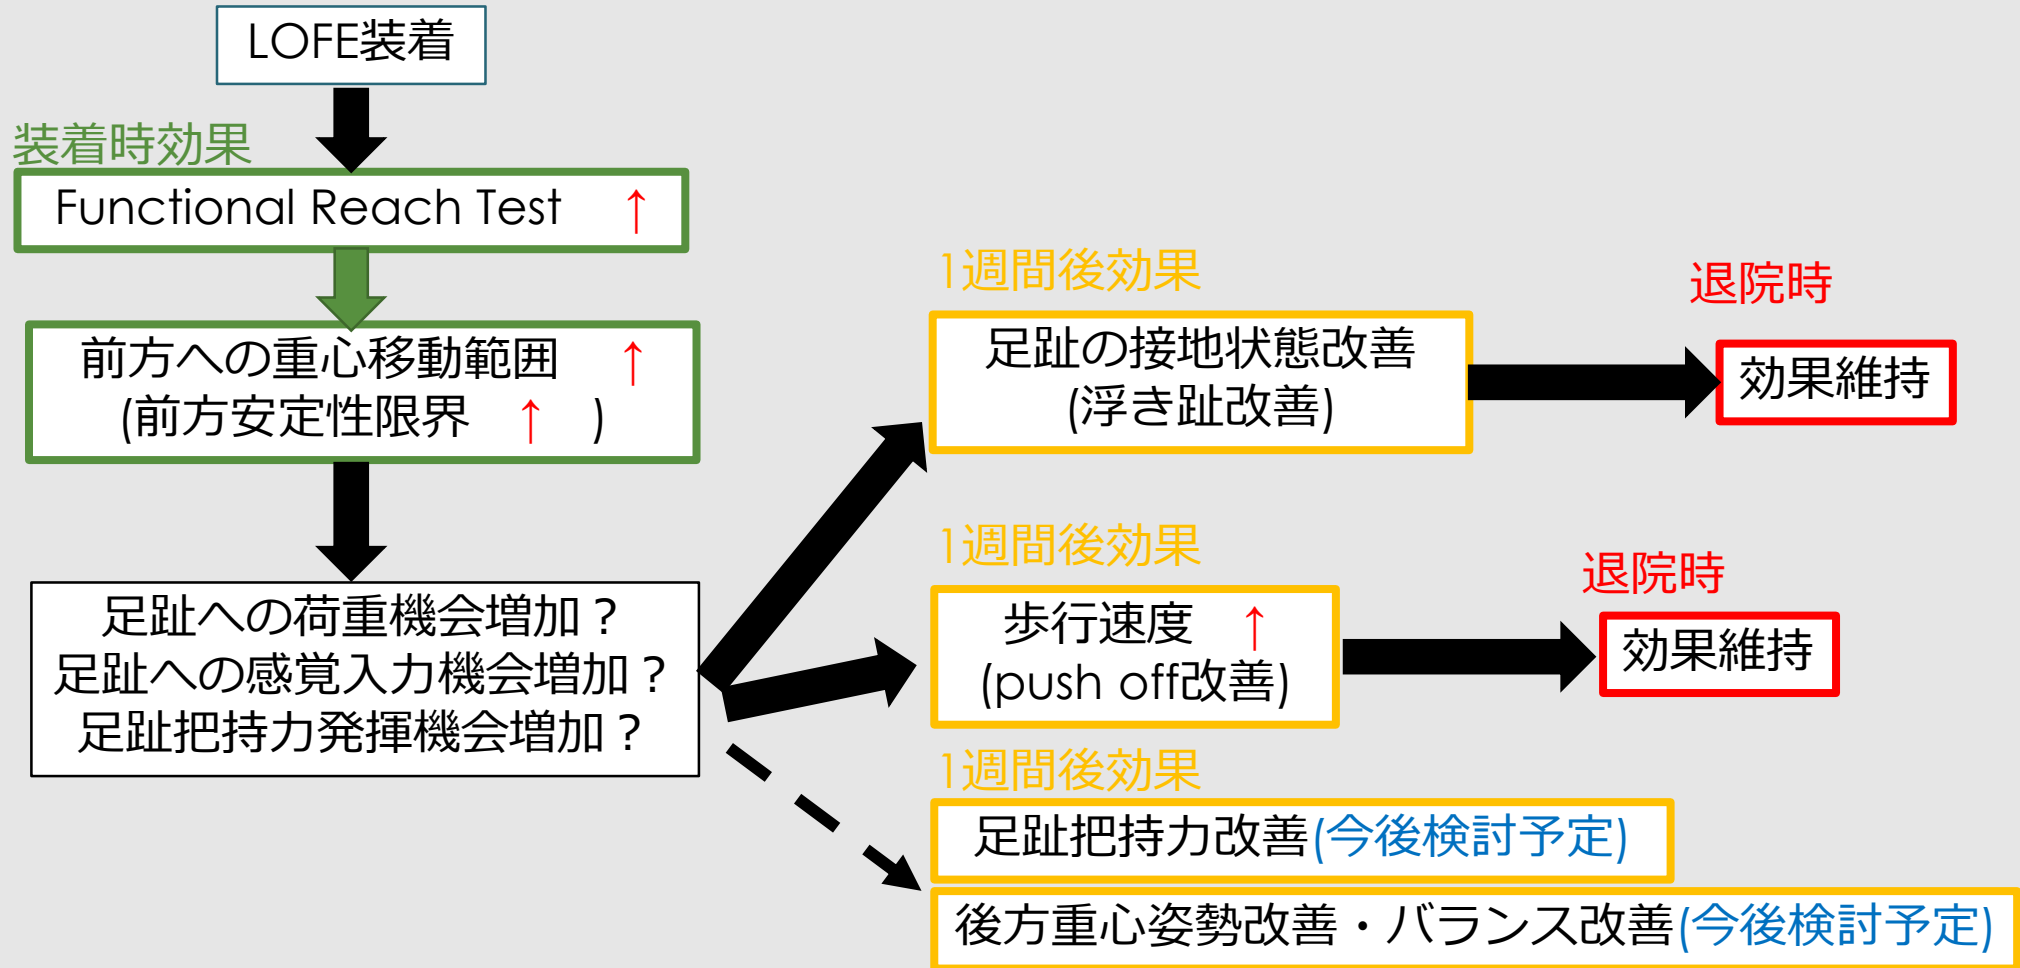 LOFE装着
装着時効果
Functional Reach Test ↑
前方への重心移動範囲 ↑
(前方安定性限界 ↑ )
足趾への荷重機会増加？
足趾への感覚入力機会増加？
足趾把持力発揮機会増加？
1週間後効果
足趾の接地状態改善
(浮き趾改善)
退院時
効果維持
1週間後効果
歩行速度 ↑
(push off改善)
退院時
効果維持
1週間後効果
足趾把持力改善(今後検討予定)
後方重心姿勢改善・バランス改善(今後検討予定)